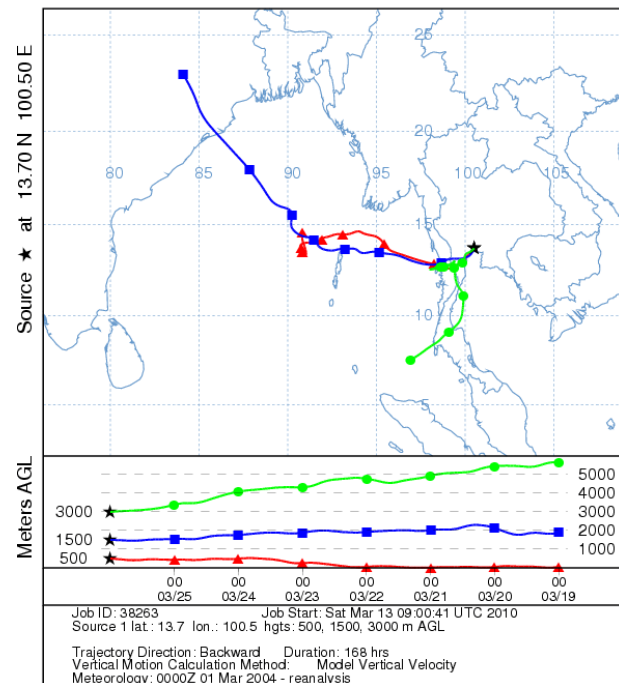 Source ★ at 13.70 N 100.50 E
25
20
80 85 90 95 100 105
15
10
5
Meters AGL
5000
4000
3000 3000
2000
1500
1000
500
00 00 00 00 00 00 00
03/25 03/24 03/23 03/22 03/21 03/20 03/19
Job ID: 38263 Job Start: Sat Mar 13 09:00:41 UTC 2010
Source 1 lat.: 13.7 lon.: 100.5 hgts: 500, 1500, 3000 m AGL
Trajectory Direction: Backward Duration: 168 hrs
Vertical Motion Calculation Method: Model Vertical Velocity
Meteorology: 0000Z 01 Mar 2004 - reanalysis